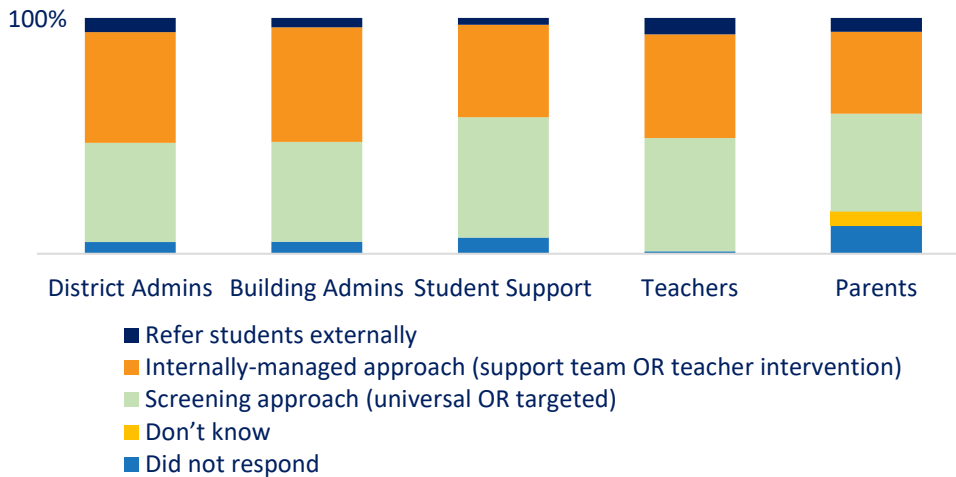 100%
District Admins Building Admins Student Support Teachers Parents
Refer students externally
Internally-managed approach (support team OR teacher intervention)
Screening approach (universal OR targeted)
Don’t know
Did not respond